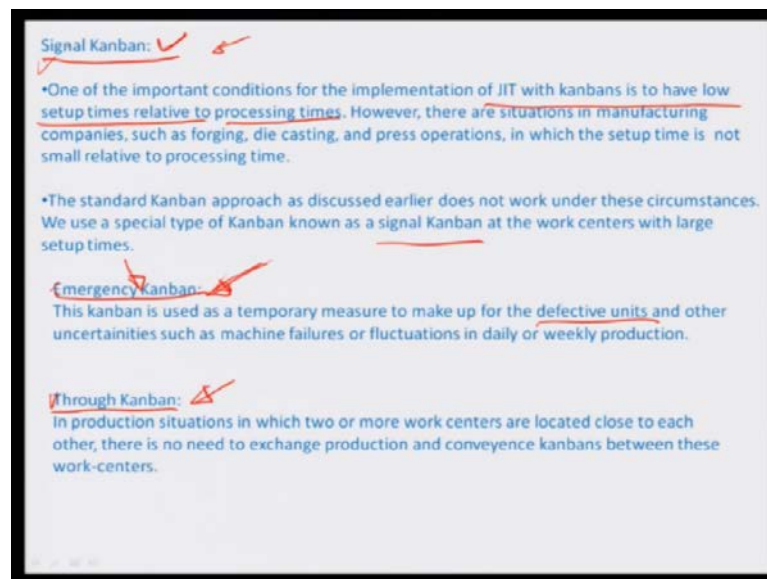 Signal Kanban:
•One of the important conditions for the implementation of JIT with kanbans is to have low
setup times relative to processing times. However, there are situations in manufacturing
companies, such as forging, die casting, and press operations, in which the setup time is not
small relative to processing time.
•The standard Kanban approach as discussed earlier does not work under these circumstances.
We use a special type of Kanban known as a signal Kanban at the work centers with large
setup times.
Emergency Kanban:
This kanban is used as a temporary measure to make up for the defective units and other
uncertainities such as machine failures or fluctuations in daily or weekly production.
Through Kanban:
In production situations in which two or more work centers are located close to each
other, there is no need to exchange production and conveyence kanbans between these
work-centers.